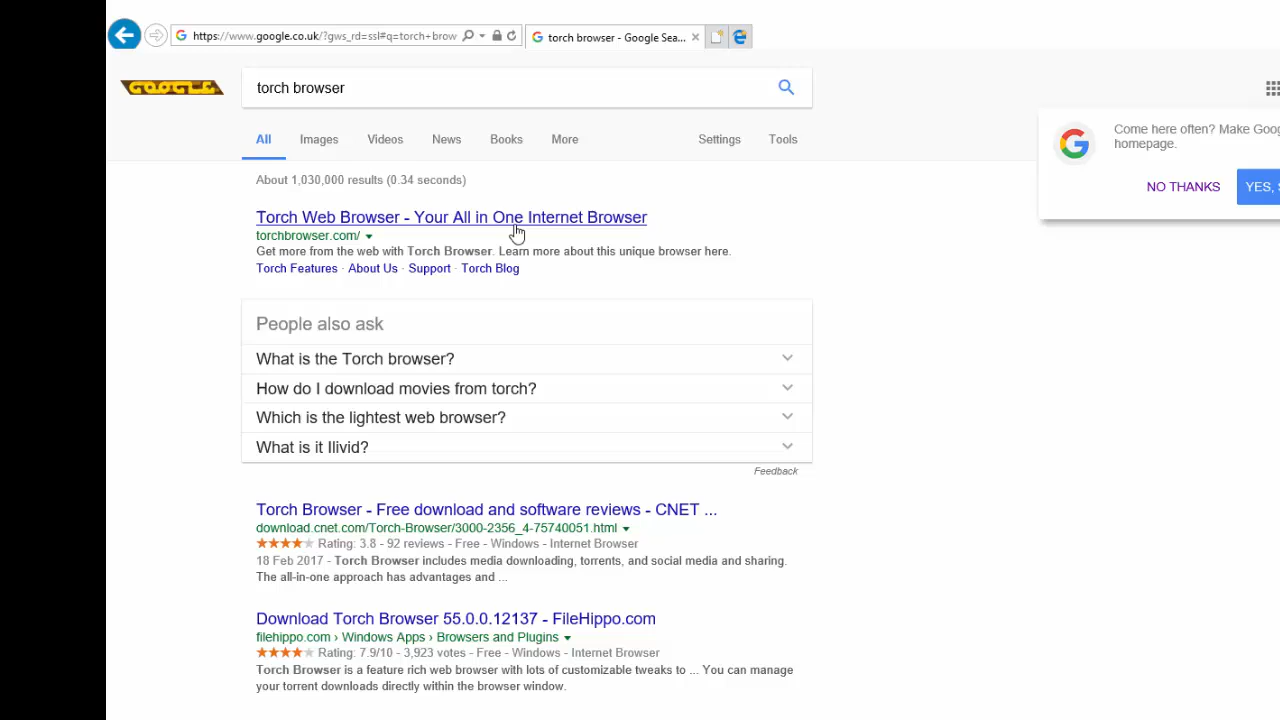 https://www.google.co.uk/?gws_rd=ssl#q=torch+brow
torch browser - Google Sea...
GOOGLE
torch browser
All Images Videos News Books More Settings Tools
Come here often? Make Goog
homepage.
NO THANKS
YES, S
About 1,030,000 results (0.34 seconds)
Torch Web Browser - Your All in One Internet Browser
torchbrowser.com/
Get more from the web with Torch Browser. Learn more about this unique browser here.
Torch Features · About Us · Support · Torch Blog
People also ask
What is the Torch browser?
How do I download movies from torch?
Which is the lightest web browser?
What is it Ilivid?
Feedback
Torch Browser - Free download and software reviews - CNET ...
download.cnet.com/Torch-Browser/3000-2356_4-75740051.html
Rating: 3.8 - 92 reviews - Free - Windows - Internet Browser
18 Feb 2017 - Torch Browser includes media downloading, torrents, and social media and sharing.
The all-in-one approach has advantages and ...
Download Torch Browser 55.0.0.12137 - FileHippo.com
filehippo.com › Windows Apps › Browsers and Plugins
Rating: 7.9/10 - 3,923 votes - Free - Windows - Internet Browser
Torch Browser is a feature rich web browser with lots of customizable tweaks to ... You can manage
your torrent downloads directly within the browser window.